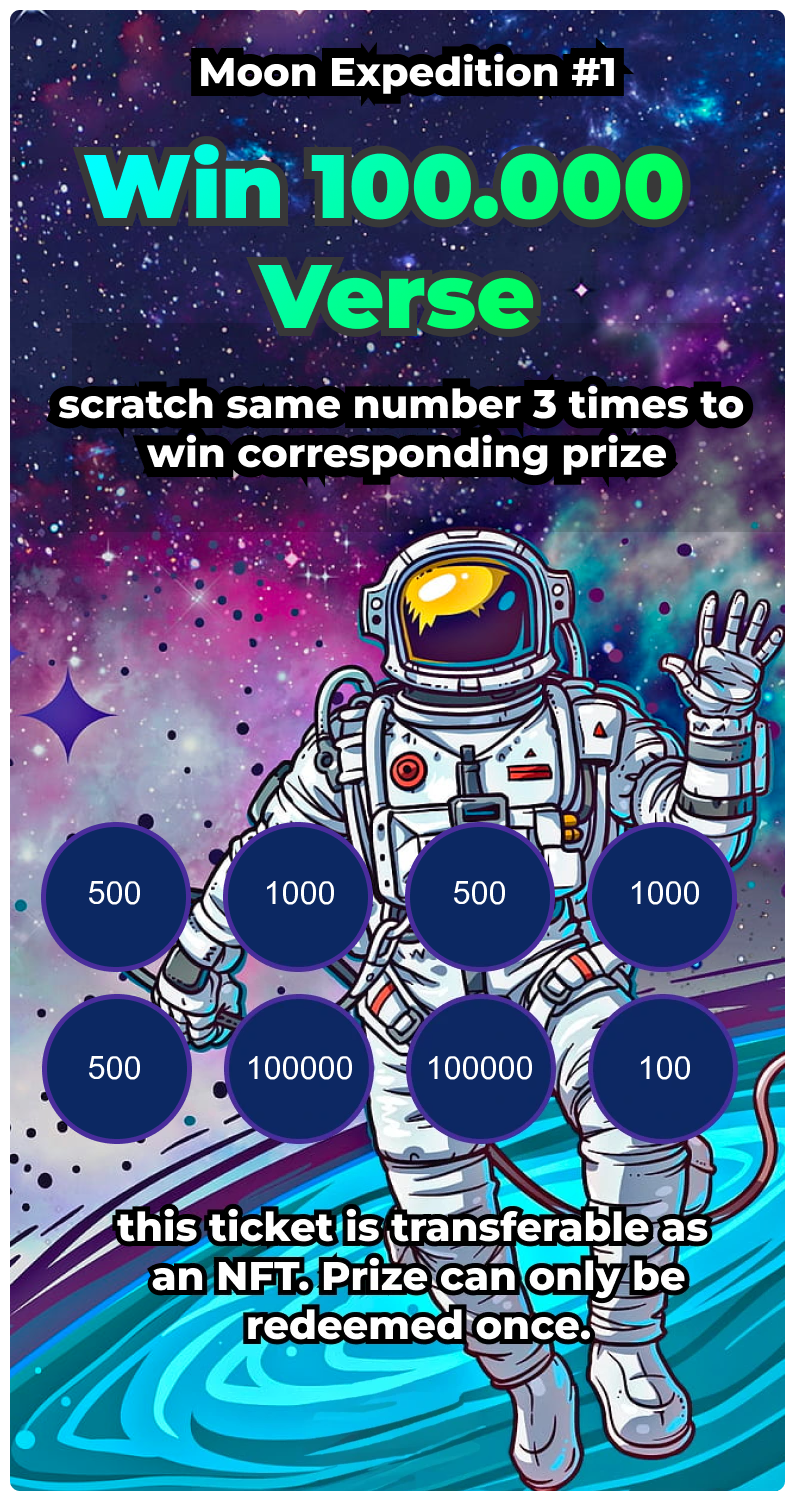 Moon Expedition #1
Win 100.000
Verse
scratch same number 3 times to
win corresponding prize
500 1000 500 1000
500 100000 100000 100
this ticket is transferable as
an NFT. Prize can only be
redeemed once.